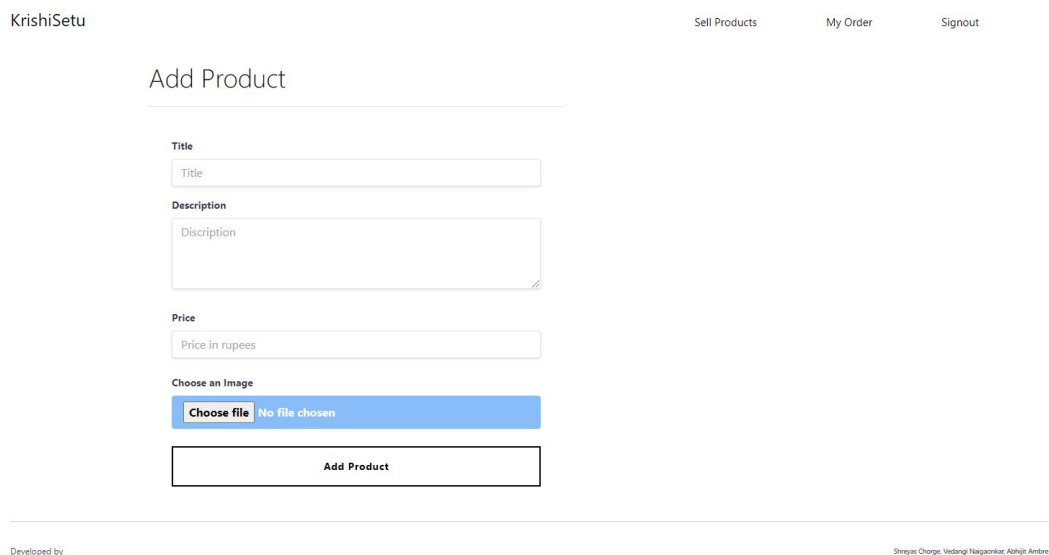 KrishiSetu Sell Products My Order Signout
Add Product
Title
Title
Description
Discription
Price
Price in rupees
Choose an Image
Choose file No file chosen
Add Product
Developed by Shreyas Chorge, Vedangi Naigaonkar, Abhijit Ambre